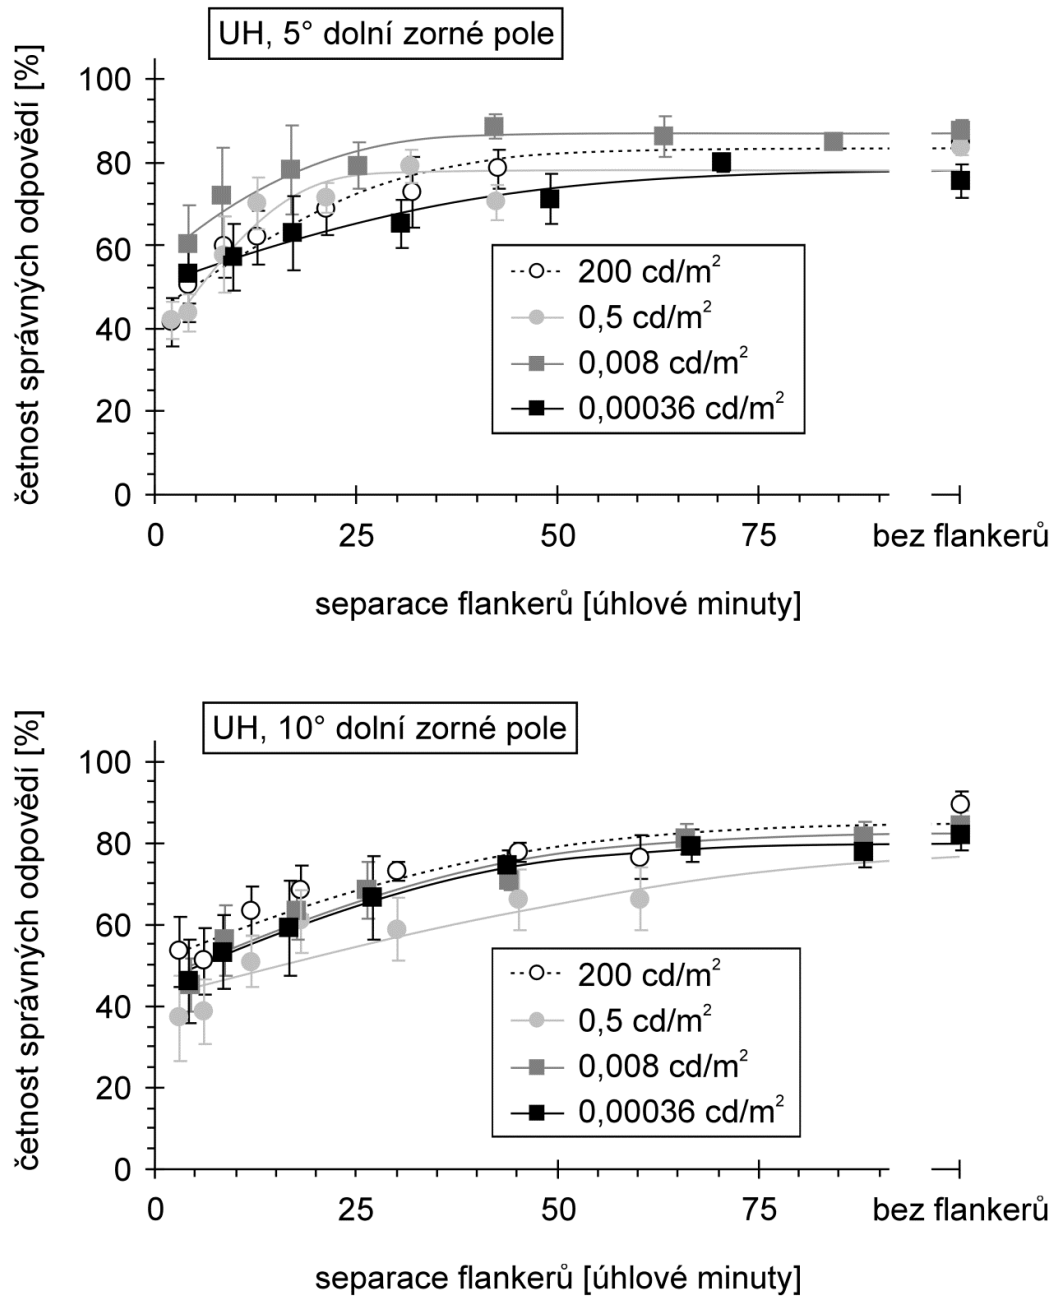 UH, 5° dolní zorné pole
četnost správných odpovědí [%]
100
80
60
40
20
0
200 cd/m²
0,5 cd/m²
0,008 cd/m²
0,00036 cd/m²
0 25 50 75 bez flankerů
separace flankerů [úhlové minuty]
UH, 10° dolní zorné pole
četnost správných odpovědí [%]
100
80
60
40
20
0
200 cd/m²
0,5 cd/m²
0,008 cd/m²
0,00036 cd/m²
0 25 50 75 bez flankerů
separace flankerů [úhlové minuty]